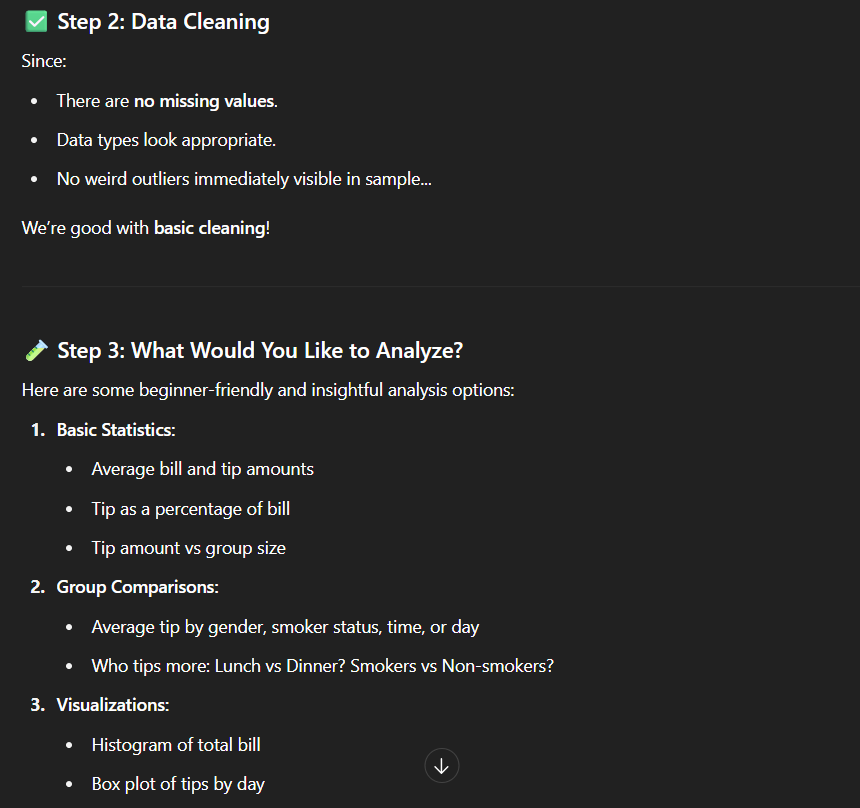 ✅ Step 2: Data Cleaning
Since:
• There are no missing values.
• Data types look appropriate.
• No weird outliers immediately visible in sample...
We’re good with basic cleaning!
🧪 Step 3: What Would You Like to Analyze?
Here are some beginner-friendly and insightful analysis options:
1. Basic Statistics:
• Average bill and tip amounts
• Tip as a percentage of bill
• Tip amount vs group size
2. Group Comparisons:
• Average tip by gender, smoker status, time, or day
• Who tips more: Lunch vs Dinner? Smokers vs Non-smokers?
3. Visualizations:
• Histogram of total bill
• Box plot of tips by day